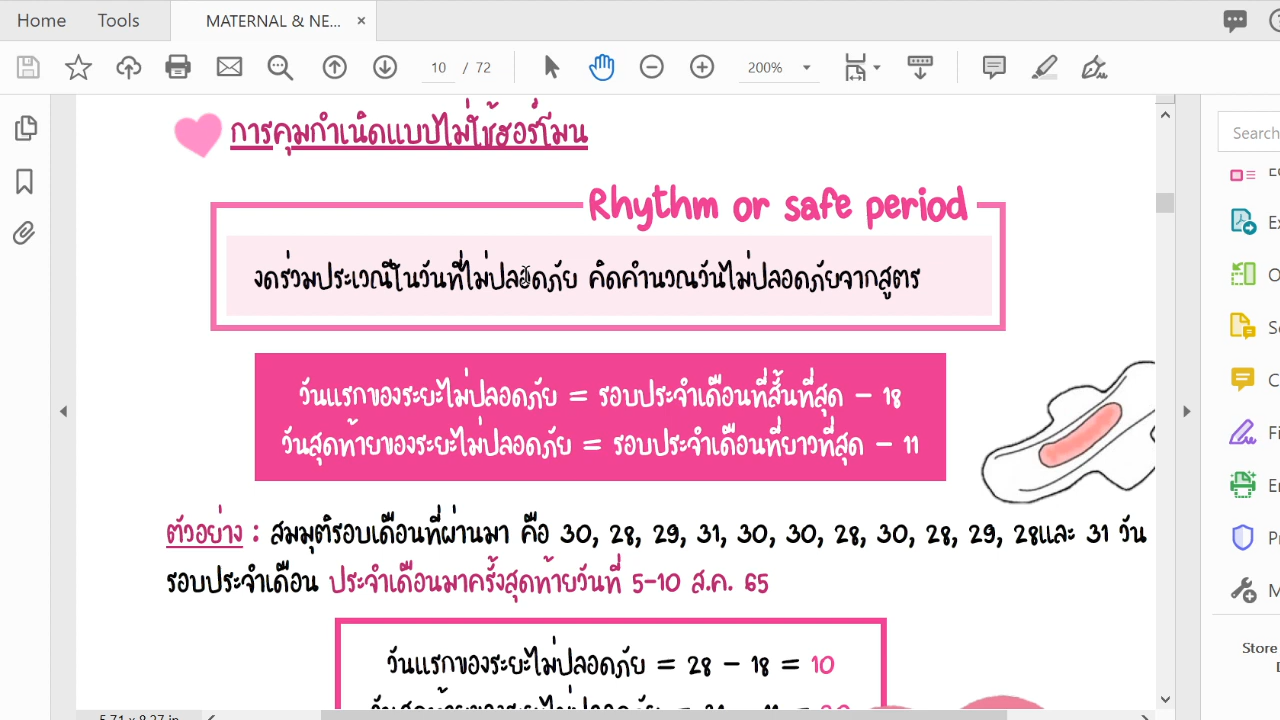 Home
Tools
MATERNAL & NE...
10 / 72
200%
Search
การคุมกำเนิดแบบไม่ใช้ฮอร์โมน
Rhythm or safe period
งดร่วมประเวณีในวันที่ไม่ปลอดภัย คิดคำนวณวันไม่ปลอดภัยจากสูตร
วันแรกของระยะไม่ปลอดภัย = รอบประจำเดือนที่สั้นที่สุด - 18
วันสุดท้ายของระยะไม่ปลอดภัย = รอบประจำเดือนที่ยาวที่สุด - 11
ตัวอย่าง : สมมุติรอบเดือนที่ผ่านมา คือ 30, 28, 29, 31, 30, 30, 28, 30, 28, 29, 28และ 31 วัน
รอบประจำเดือน ประจำเดือนมาครั้งสุดท้ายวันที่ 5-10 ส.ค. 65
วันแรกของระยะไม่ปลอดภัย = 28 - 18 = 10
5.71 x 8.27 in
Store